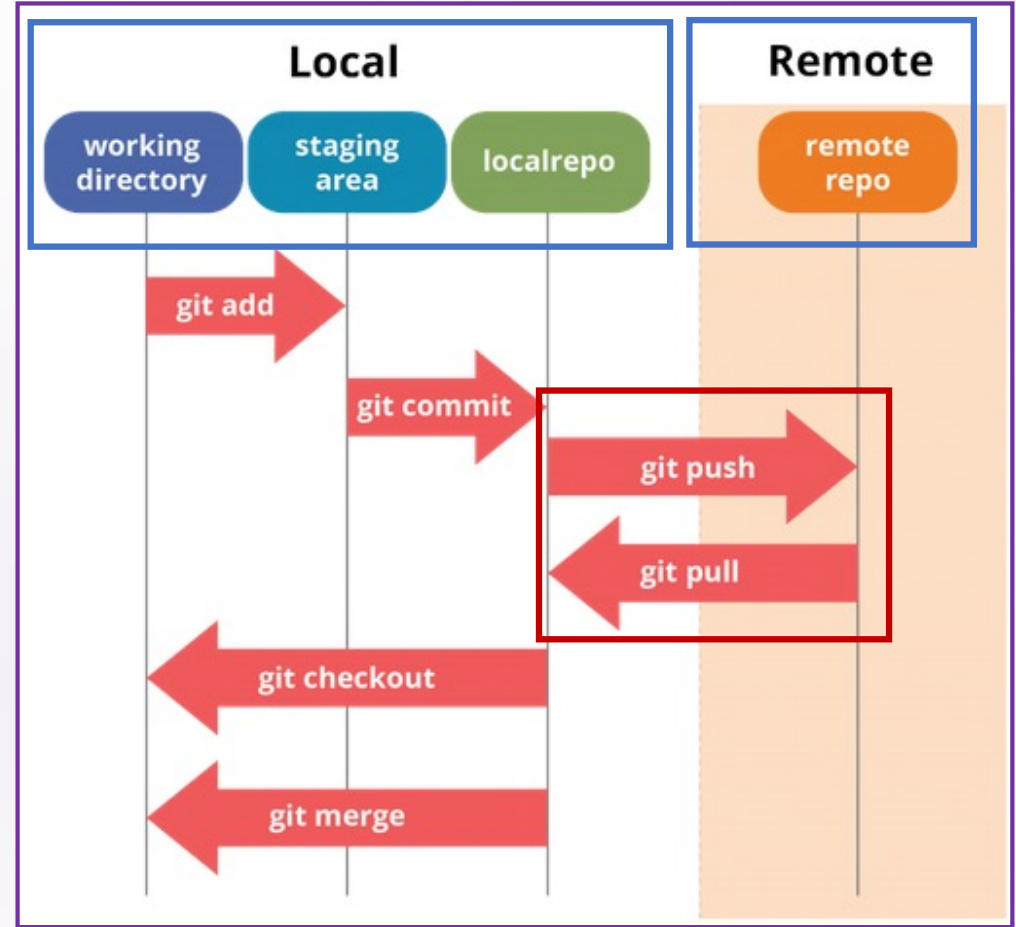 Local
Remote
working
directory
staging
area
localrepo
remote
repo
git add
git commit
git push
git pull
git checkout
git merge